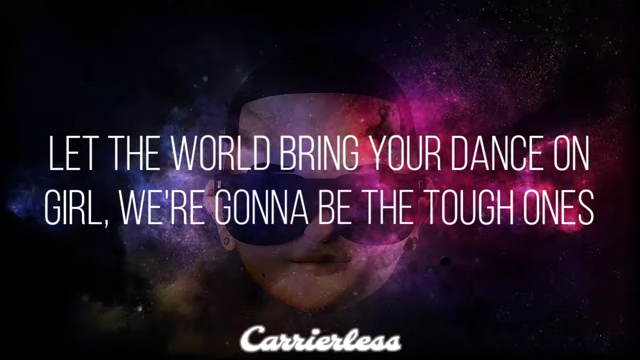 LET THE WORLD BRING YOUR DANCE ON
GIRL, WE'RE GONNA BE THE TOUGH ONES
Carrierless